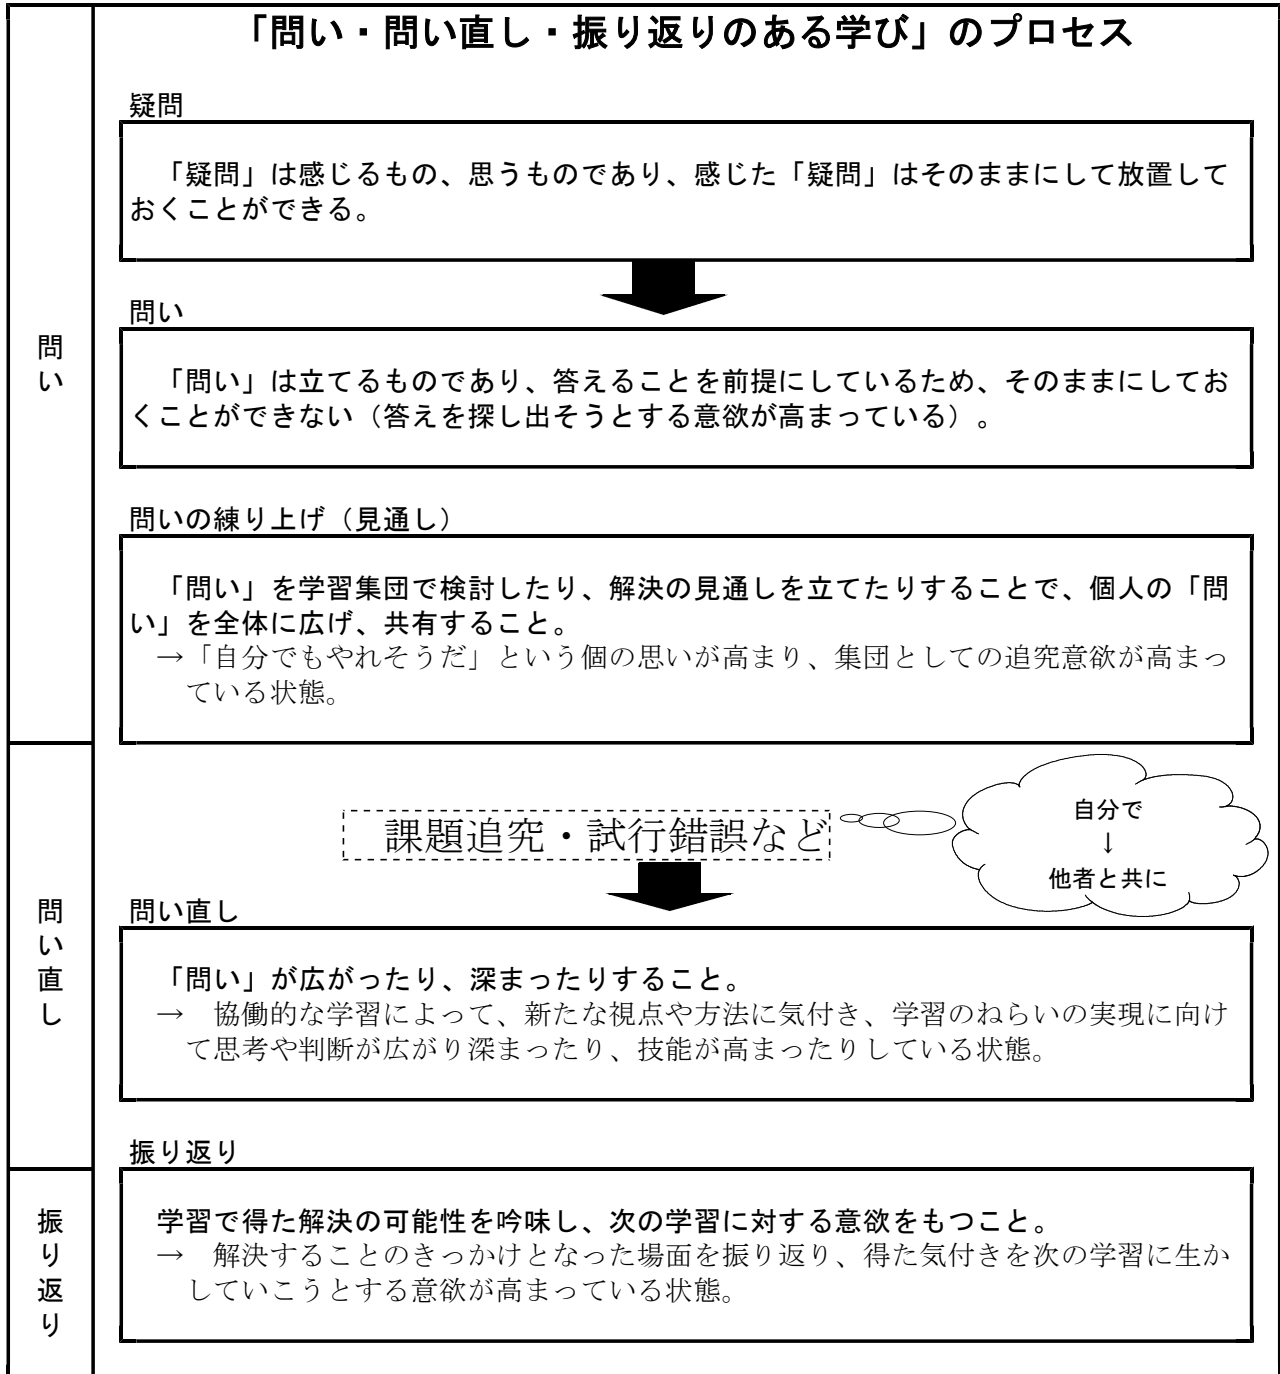 「問い・問い直し・振り返りのある学び」のプロセス
疑問
「疑問」は感じるもの、思うものであり、感じた「疑問」はそのままにして放置して
おくことができる。
問い
「問い」は立てるものであり、答えることを前提にしているため、そのままにしてお
くことができない（答えを探し出そうとする意欲が高まっている）。
問い
問いの練り上げ（見通し）
「問い」を学習集団で検討したり、解決の見通しを立てたりすることで、個人の「問
い」を全体に広げ、共有すること。
→「自分でもやれそうだ」という個の思いが高まり、集団としての追究意欲が高まっ
ている状態。
課題追究・試行錯誤など
自分で
↓
他者と共に
問い直し
問い直し
「問い」が広がったり、深まったりすること。
→　協働的な学習によって、新たな視点や方法に気付き、学習のねらいの実現に向け
て思考や判断が広がり深まったり、技能が高まったりしている状態。
振り返り
振り返り
学習で得た解決の可能性を吟味し、次の学習に対する意欲をもつこと。
→　解決することのきっかけとなった場面を振り返り、得た気付きを次の学習に生か
していこうとする意欲が高まっている状態。